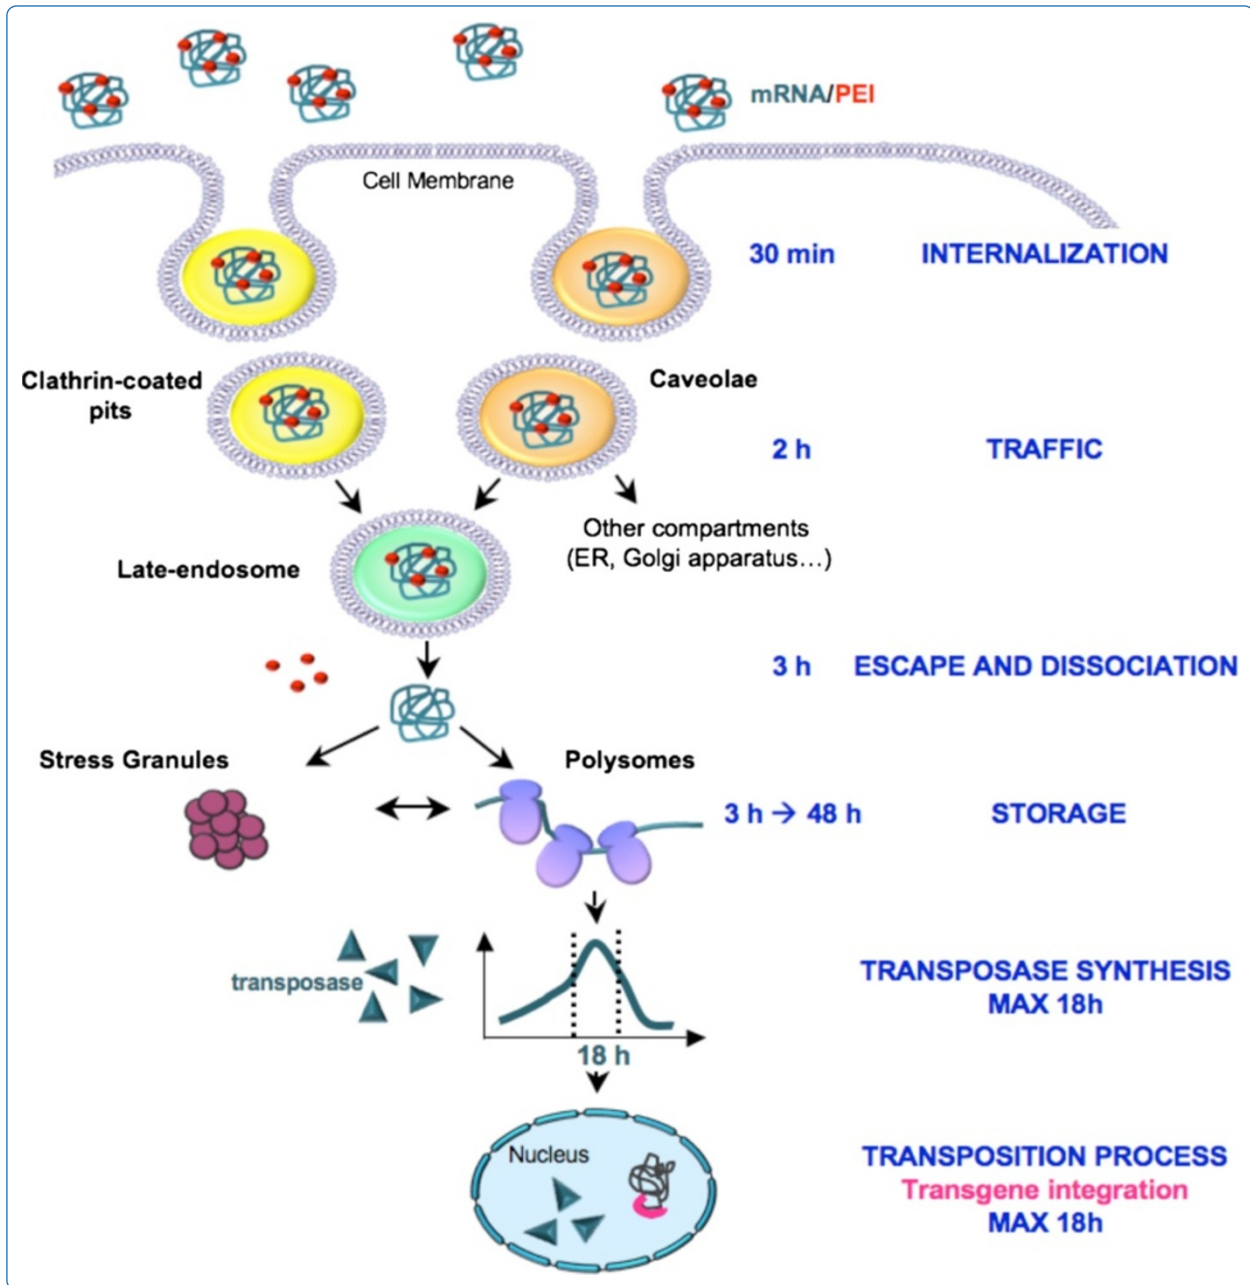 mRNA/PEI
Cell Membrane
30 min INTERNALIZATION
Clathrin-coated
pits
Caveolae
2 h TRAFFIC
Other compartments
(ER, Golgi apparatus...)
Late-endosome
3 h ESCAPE AND DISSOCIATION
Stress Granules
Polysomes
3 h → 48 h STORAGE
transposase
TRANSPOSASE SYNTHESIS
MAX 18h
18 h
Nucleus
TRANSPOSITION PROCESS
Transgene integration
MAX 18h